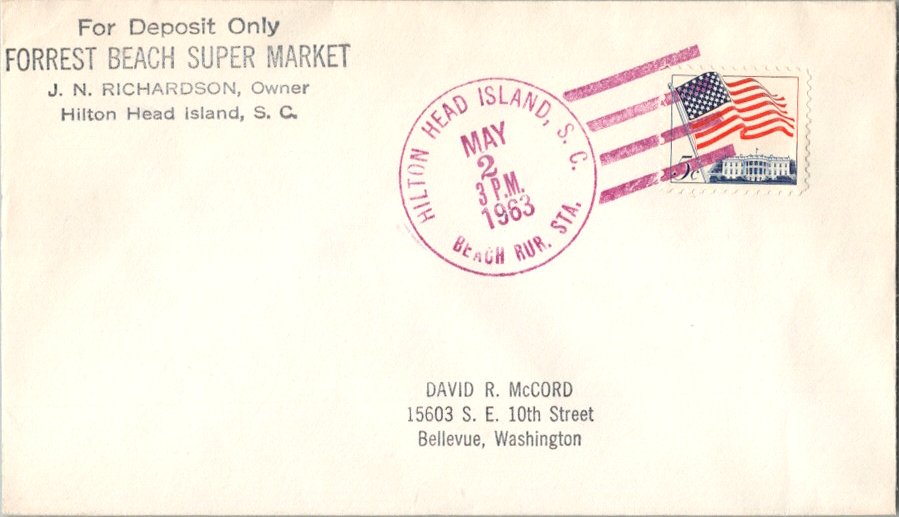 For Deposit Only
FORREST BEACH SUPER MARKET
J. N. RICHARDSON, Owner
Hilton Head island, S. C.
HILTON HEAD ISLAND, S. C.
MAY
2
3 P.M.
1963
BEACH RUR. STA.
5c
DAVID R. McCORD
15603 S. E. 10th Street
Bellevue, Washington